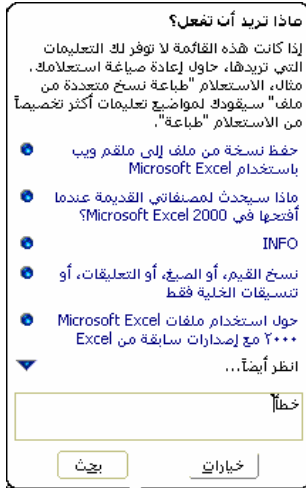 ماذا تريد أن تفعل؟
إذا كانت هذه القائمة لا توفر لك التعليمات
التي تريدها، حاول إعادة صياغة استعلامك.
مثال، الاستعلام "طباعة نسخ متعددة من
ملف" سيقودك لمواضيع تعليمات أكثر تخصيصاً
من الاستعلام "طباعة".
حفظ نسخة من ملف إلى ملقم ويب
باستخدام Microsoft Excel
ماذا سيحدث لمصنفاتي القديمة عندما
أفتحها في Microsoft Excel 2000؟
INFO
نسخ القيم، أو الصيغ، أو التعليقات، أو
تنسيقات الخلية فقط
حول استخدام ملفات Microsoft Excel
٢٠٠٠ مع إصدارات سابقة من Excel
انظر أيضاً...
خطأ
خيارات
بحث